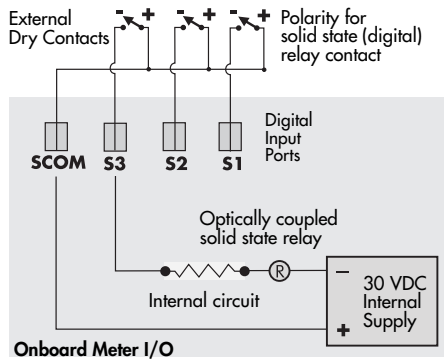 External
Dry Contacts
- +
- +
- +
Polarity for
solid state (digital)
relay contact
Digital
Input
Ports
SCOM
S3
S2
S1
Optically coupled
solid state relay
R
Internal circuit
–
30 VDC
Internal
Supply
+
Onboard Meter I/O